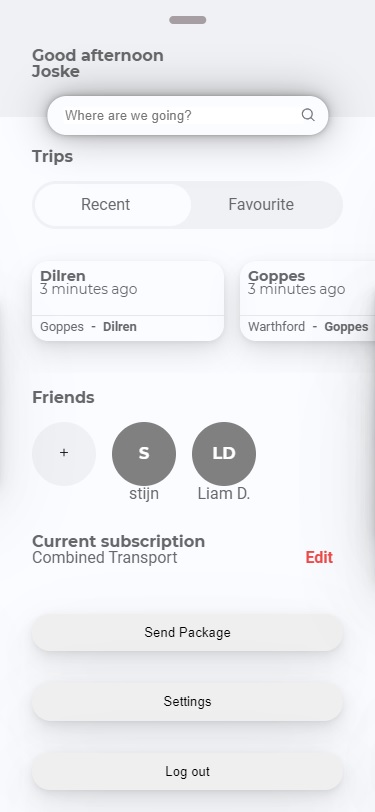 Good afternoon
Joske
Where are we going?
Trips
Recent Favourite
Dilren
3 minutes ago
Goppes - Dilren
Goppes
3 minutes ago
Warthford - Goppes
Friends
+ S LD
stijn Liam D.
Current subscription
Combined Transport Edit
Send Package
Settings
Log out